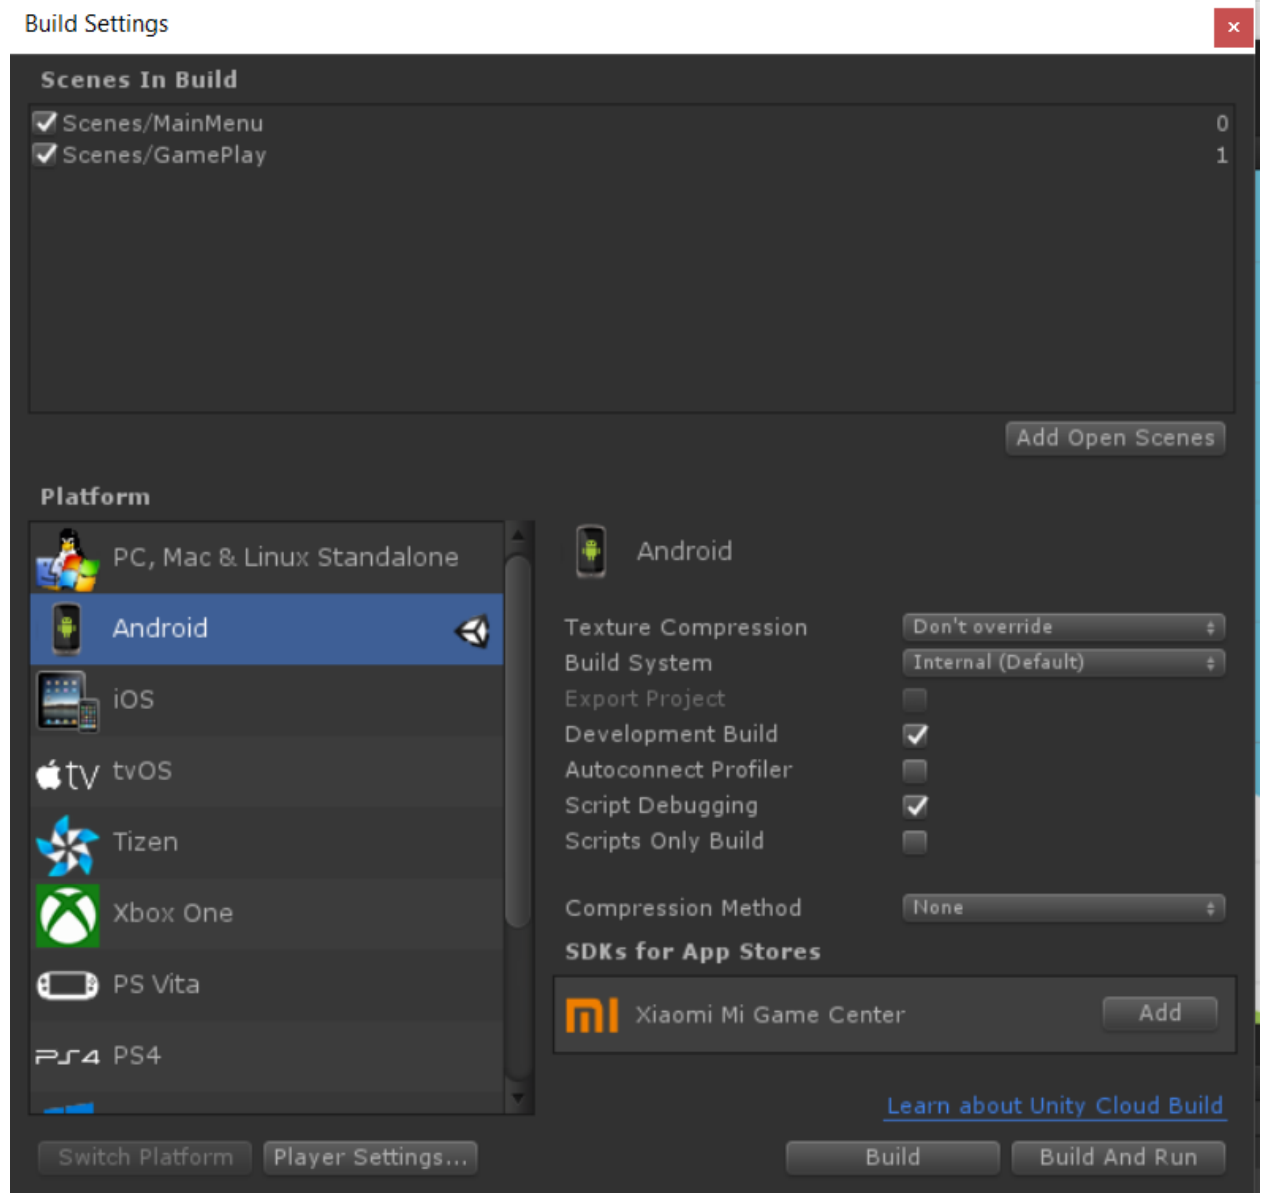 Build Settings
x
Scenes In Build
Scenes/MainMenu 0
Scenes/GamePlay 1
Add Open Scenes
Platform
PC, Mac & Linux Standalone
Android
iOS
tv tvOS
Tizen
Xbox One
PS Vita
PS4 PS4
Android
Texture Compression Don't override
Build System Internal (Default)
Export Project
Development Build
Autoconnect Profiler
Script Debugging
Scripts Only Build
Compression Method None
SDKs for App Stores
mi Xiaomi Mi Game Center Add
Learn about Unity Cloud Build
Switch Platform Player Settings... Build Build And Run